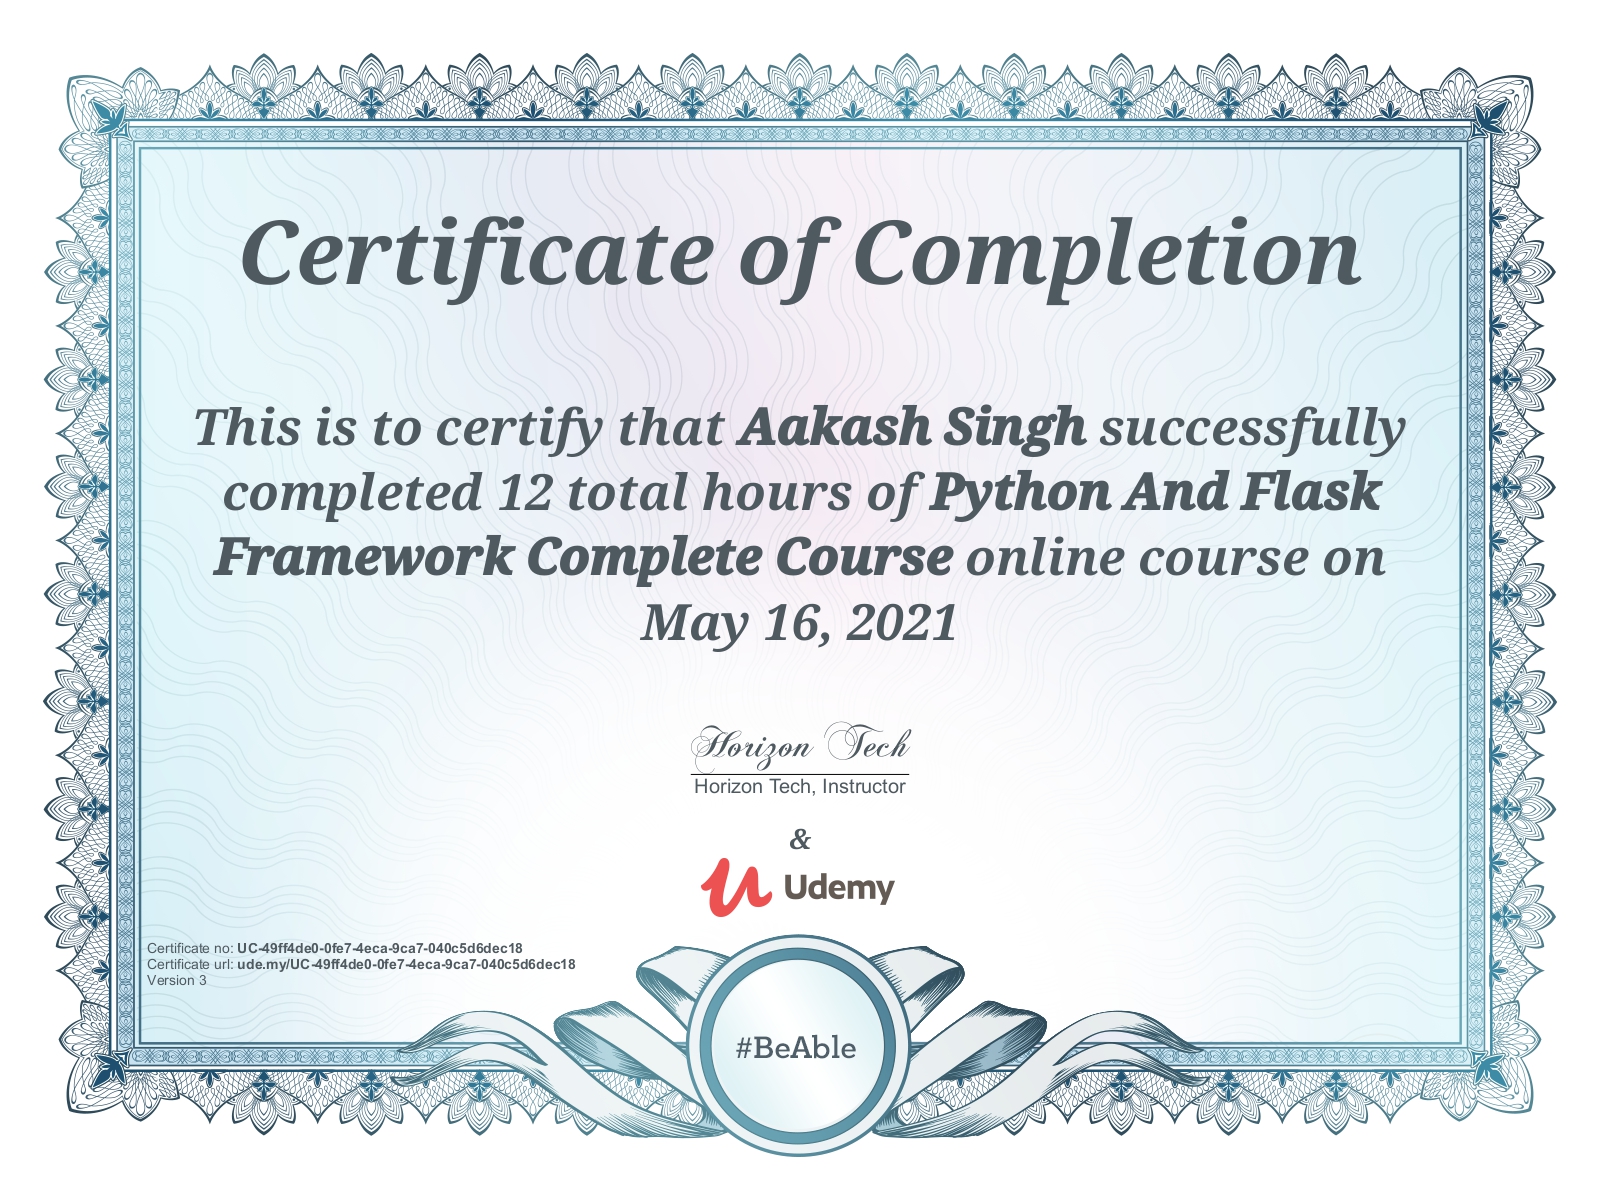 Certificate of Completion
This is to certify that Aakash Singh successfully
completed 12 total hours of Python And Flask
Framework Complete Course online course on
May 16, 2021
Horizon Tech
Horizon Tech, Instructor
&
Udemy
Certificate no: UC-49ff4de0-0fe7-4eca-9ca7-040c5d6dec18
Certificate url: ude.my/UC-49ff4de0-0fe7-4eca-9ca7-040c5d6dec18
Version 3
#BeAble